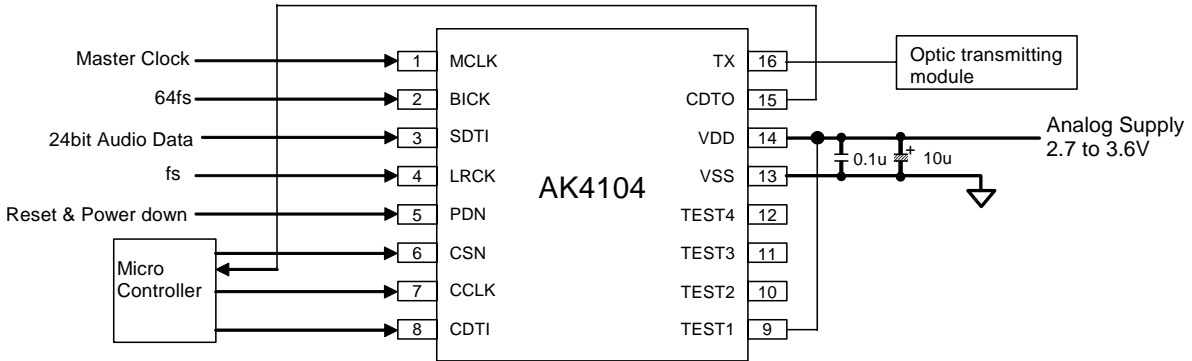 Master Clock
64fs
24bit Audio Data
fs
Reset & Power down
Micro
Controller
1 MCLK
2 BICK
3 SDTI
4 LRCK
5 PDN
6 CSN
7 CCLK
8 CDTI
AK4104
TX 16
CDTO 15
VDD 14
VSS 13
TEST4 12
TEST3 11
TEST2 10
TEST1 9
Optic transmitting
module
0.1u
+
10u
Analog Supply
2.7 to 3.6V